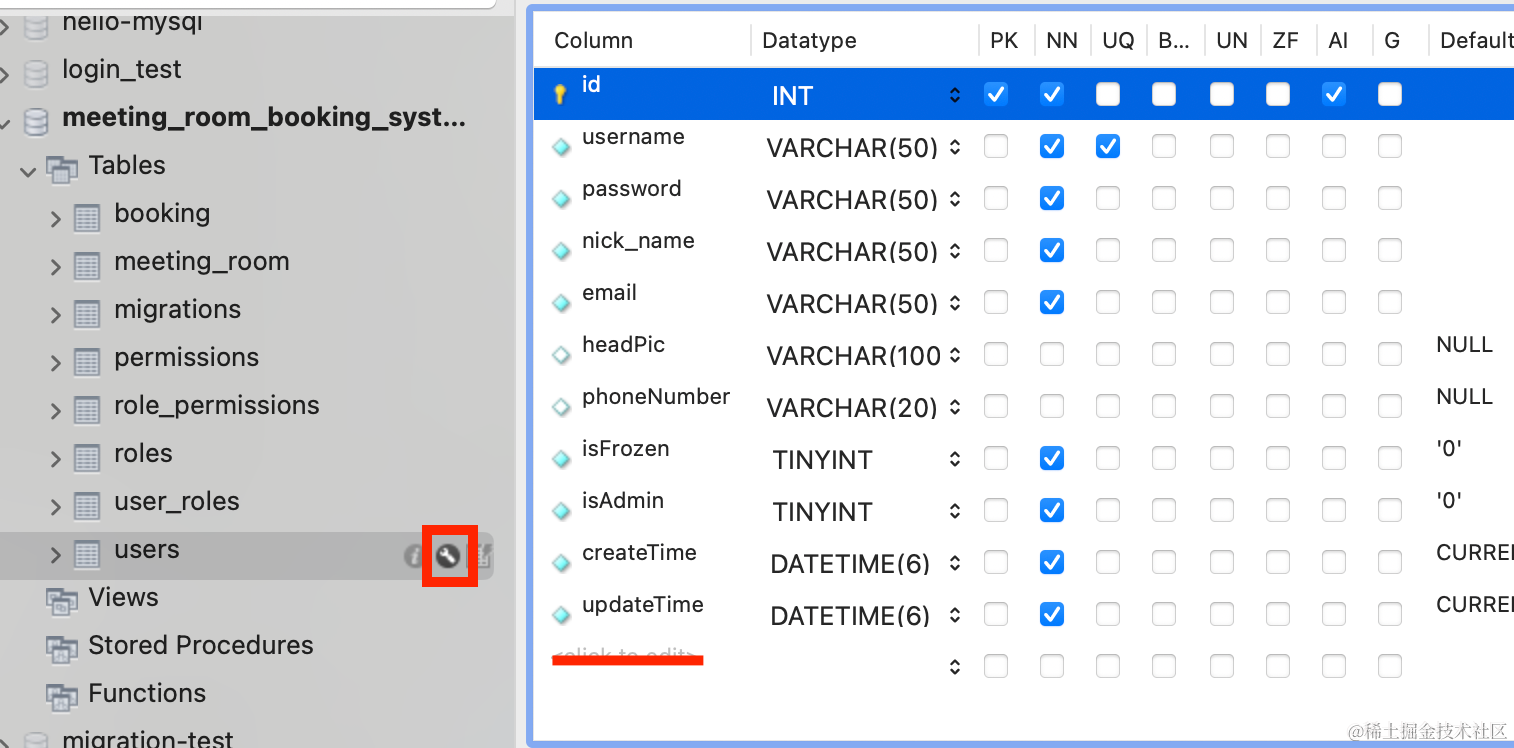 hello-mysql
login_test
meeting_room_booking_syst...
Tables
booking
meeting_room
migrations
permissions
role_permissions
roles
user_roles
users
Views
Stored Procedures
Functions
migration-test
Column Datatype PK NN UQ B... UN ZF AI G Default
id INT
username VARCHAR(50)
password VARCHAR(50)
nick_name VARCHAR(50)
email VARCHAR(50)
headPic VARCHAR(100 NULL
phoneNumber VARCHAR(20) NULL
isFrozen TINYINT '0'
isAdmin TINYINT '0'
createTime DATETIME(6) CURRE
updateTime DATETIME(6) CURRE
<click to edit>
@稀土掘金技术社区